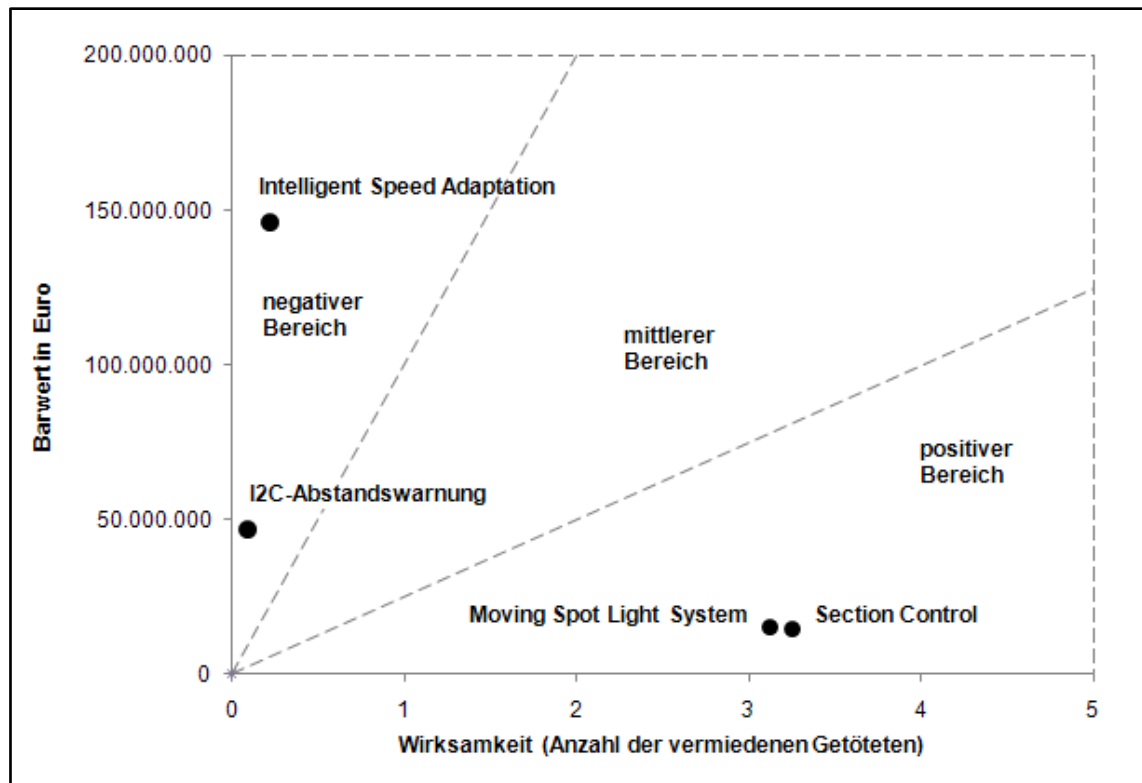 200.000.000
Intelligent Speed Adaptation
150.000.000
negativer
Bereich
mittlerer
Bereich
100.000.000
positiver
Bereich
I2C-Abstandswarnung
50.000.000
Moving Spot Light System
Section Control
0
0 1 2 3 4 5
Wirksamkeit (Anzahl der vermiedenen Getöteten)
Barwert in Euro